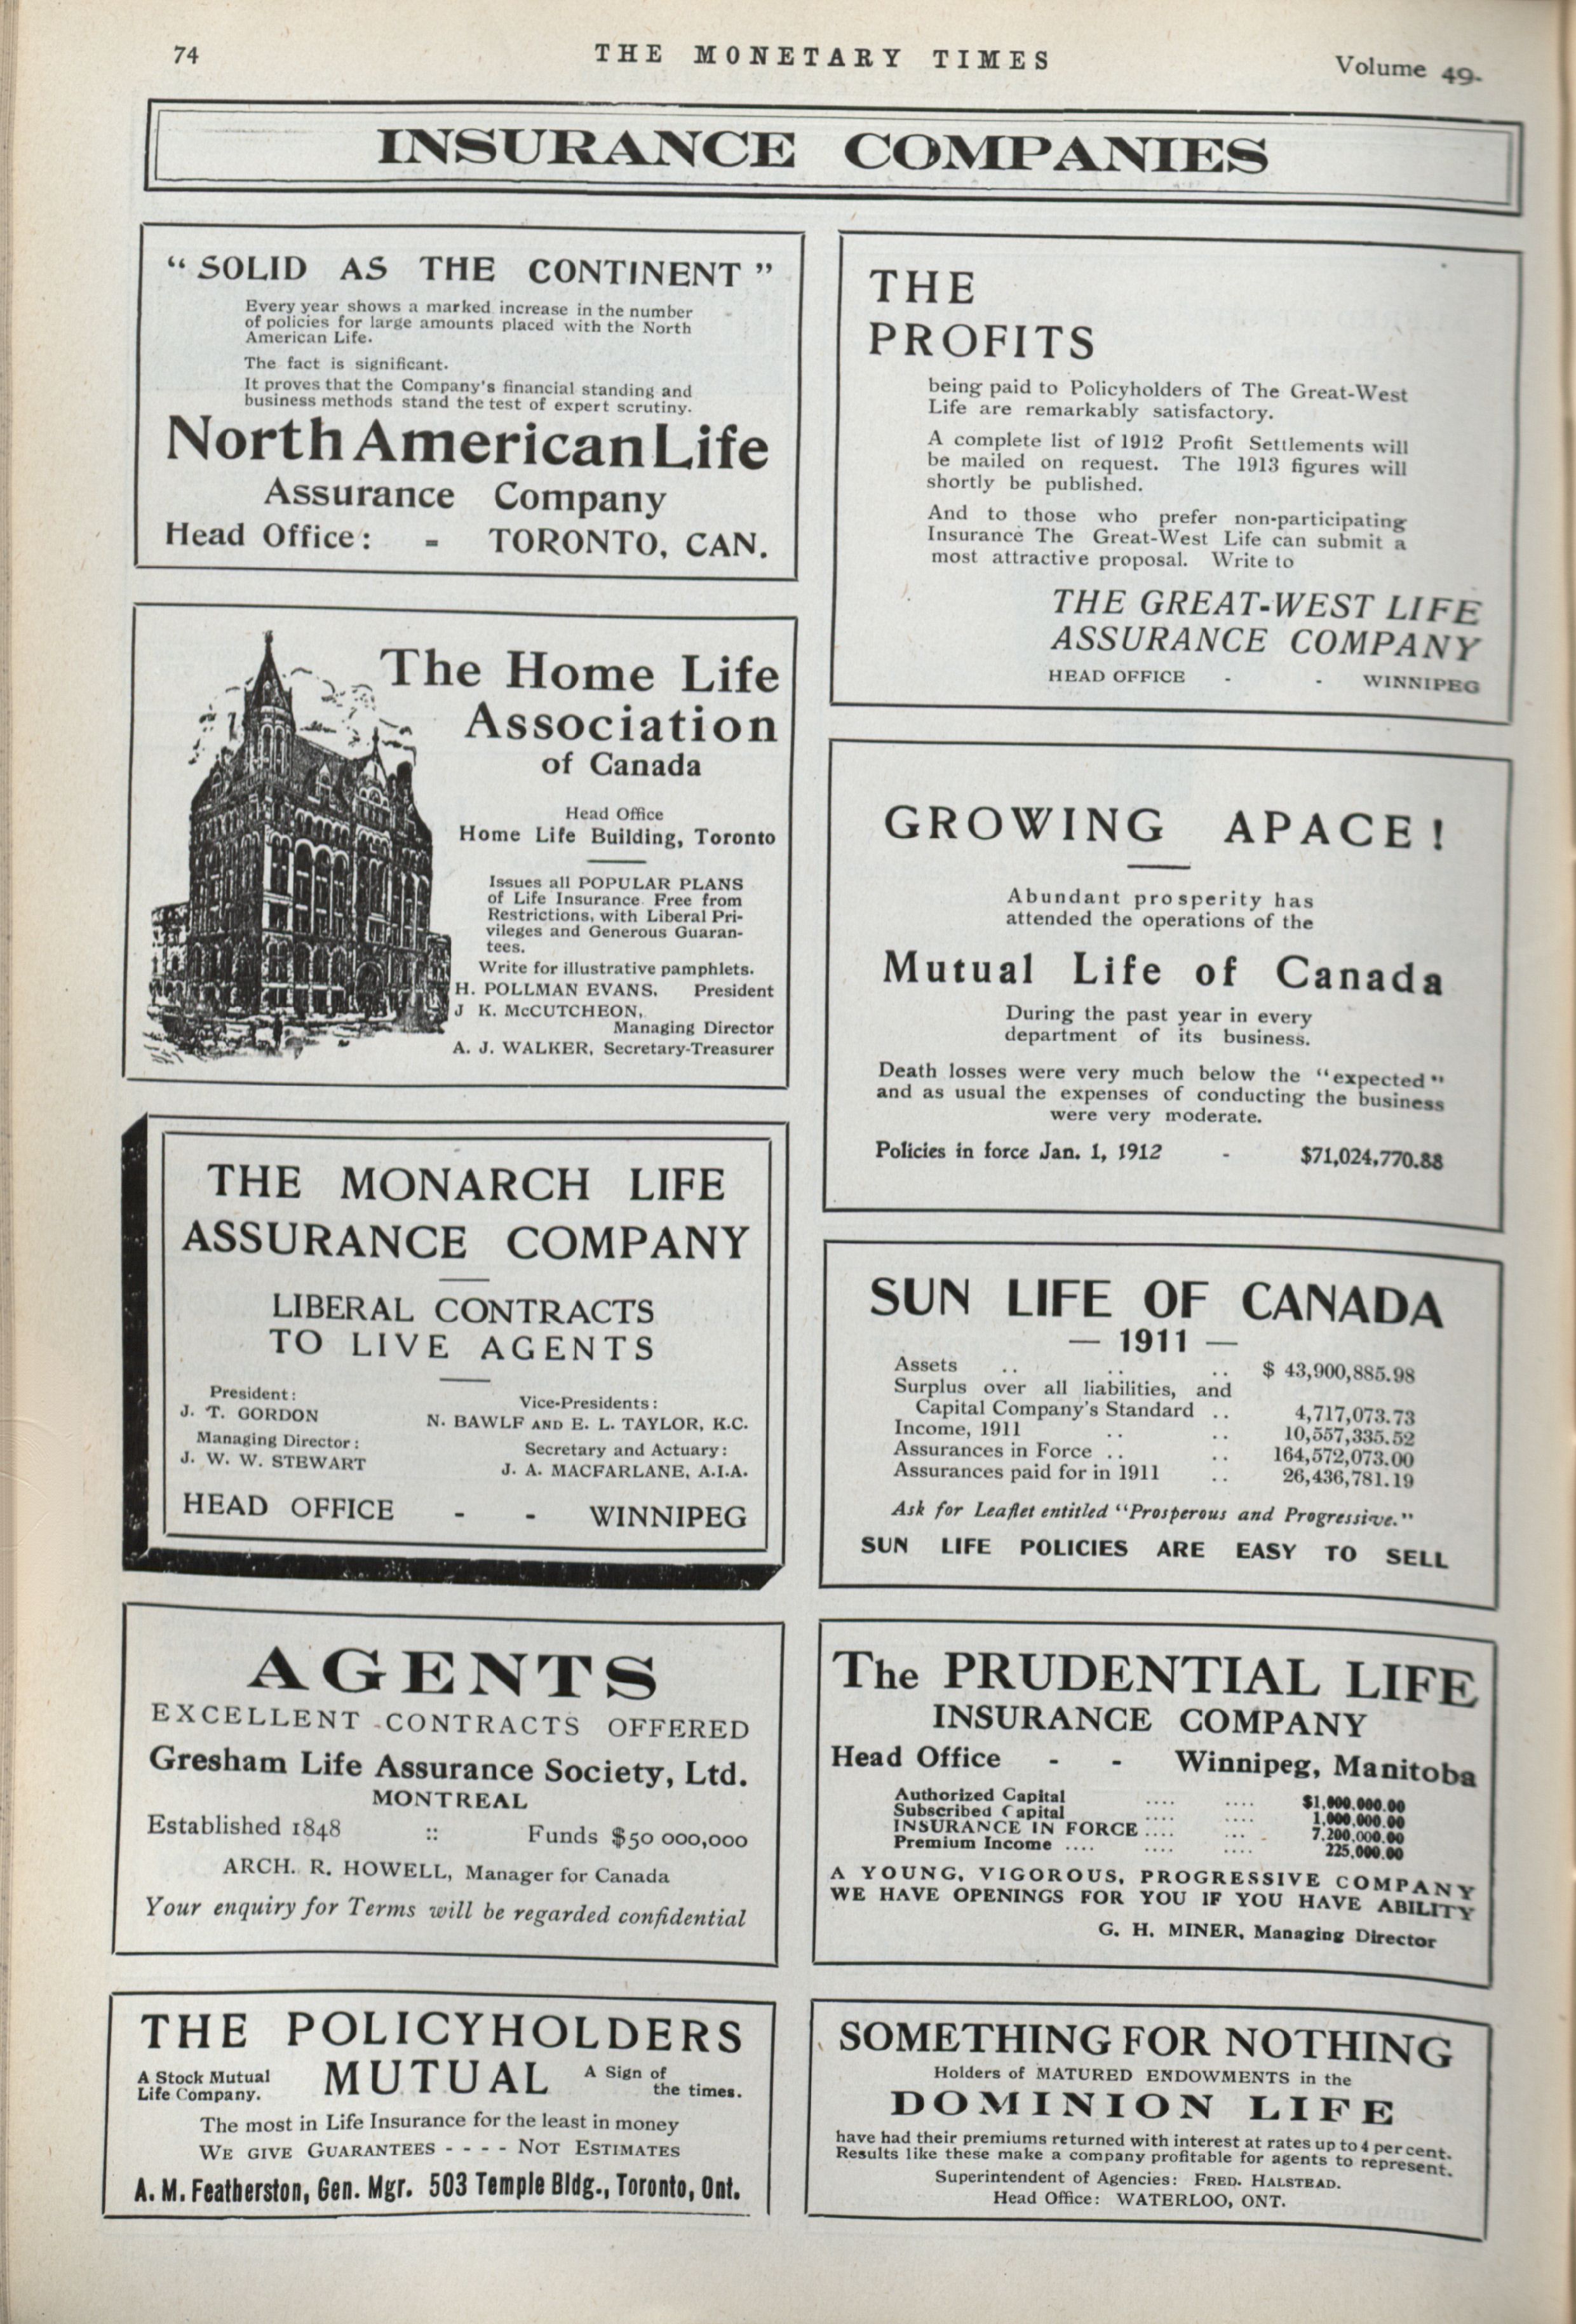 74
THE MONETARY TIMES
Volume 49.
INSURANCE COMPANIES
"SOLID AS THE CONTINENT"
Every year shows a marked increase in the number
of policies for large amounts placed with the North
American Life.
The fact is significant.
It proves that the Company's financial standing and
business methods stand the test of expert scrutiny.
North American Life
Assurance Company
Head Office: - TORONTO, CAN.
The Home Life
Association
of Canada
Head Office
Home Life Building, Toronto
Issues all POPULAR PLANS
of Life Insurance Free from
Restrictions, with Liberal Pri-
vileges and Generous Guaran-
tees.
Write for illustrative pamphlets.
H. POLLMAN EVANS, President
J K. McCUTCHEON,
Managing Director
A. J. WALKER, Secretary-Treasurer
THE MONARCH LIFE
ASSURANCE COMPANY
LIBERAL CONTRACTS
TO LIVE AGENTS
President:
J. T. GORDON
Vice-Presidents:
N. BAWLF AND E. L. TAYLOR, K.C.
Managing Director:
J. W. W. STEWART
Secretary and Actuary:
J. A. MACFARLANE, A.I.A.
HEAD OFFICE - - WINNIPEG
AGENTS
EXCELLENT CONTRACTS OFFERED
Gresham Life Assurance Society, Ltd.
MONTREAL
Established 1848 :: Funds $50 000,000
ARCH. R. HOWELL, Manager for Canada
Your enquiry for Terms will be regarded confidential
THE POLICYHOLDERS
A Stock Mutual
Life Company.
MUTUAL
A Sign of
the times.
The most in Life Insurance for the least in money
WE GIVE GUARANTEES - - - - NOT ESTIMATES
A. M. Featherston, Gen. Mgr. 503 Temple Bldg., Toronto, Ont.
THE
PROFITS
being paid to Policyholders of The Great-West
Life are remarkably satisfactory.
A complete list of 1912 Profit Settlements will
be mailed on request. The 1913 figures will
shortly be published.
And to those who prefer non-participating
Insurance The Great-West Life can submit a
most attractive proposal. Write to
THE GREAT-WEST LIFE
ASSURANCE COMPANY
HEAD OFFICE - - WINNIPEG
GROWING APACE!
Abundant prosperity has
attended the operations of the
Mutual Life of Canada
During the past year in every
department of its business.
Death losses were very much below the "expected"
and as usual the expenses of conducting the business
were very moderate.
Policies in force Jan. 1, 1912 - $71,024,770.88
SUN LIFE OF CANADA
— 1911 —
Assets .. .. .. $ 43,900,885.98
Surplus over all liabilities, and
Capital Company's Standard .. 4,717,073.73
Income, 1911 .. .. 10,557,335.52
Assurances in Force .. .. 164,572,073.00
Assurances paid for in 1911 .. 26,436,781.19
Ask for Leaflet entitled "Prosperous and Progressive."
SUN LIFE POLICIES ARE EASY TO SELL
The PRUDENTIAL LIFE
INSURANCE COMPANY
Head Office - - Winnipeg, Manitoba
Authorized Capital .... .... $1,000,000.00
Subscribed Capital .... .... 1,000,000.00
INSURANCE IN FORCE .... ... 7,200,000.00
Premium Income .... .... .... 225,000.00
A YOUNG, VIGOROUS, PROGRESSIVE COMPANY
WE HAVE OPENINGS FOR YOU IF YOU HAVE ABILITY
G. H. MINER, Managing Director
SOMETHING FOR NOTHING
Holders of MATURED ENDOWMENTS in the
DOMINION LIFE
have had their premiums returned with interest at rates up to 4 per cent.
Results like these make a company profitable for agents to represent.
Superintendent of Agencies: FRED. HALSTEAD.
Head Office: WATERLOO, ONT.